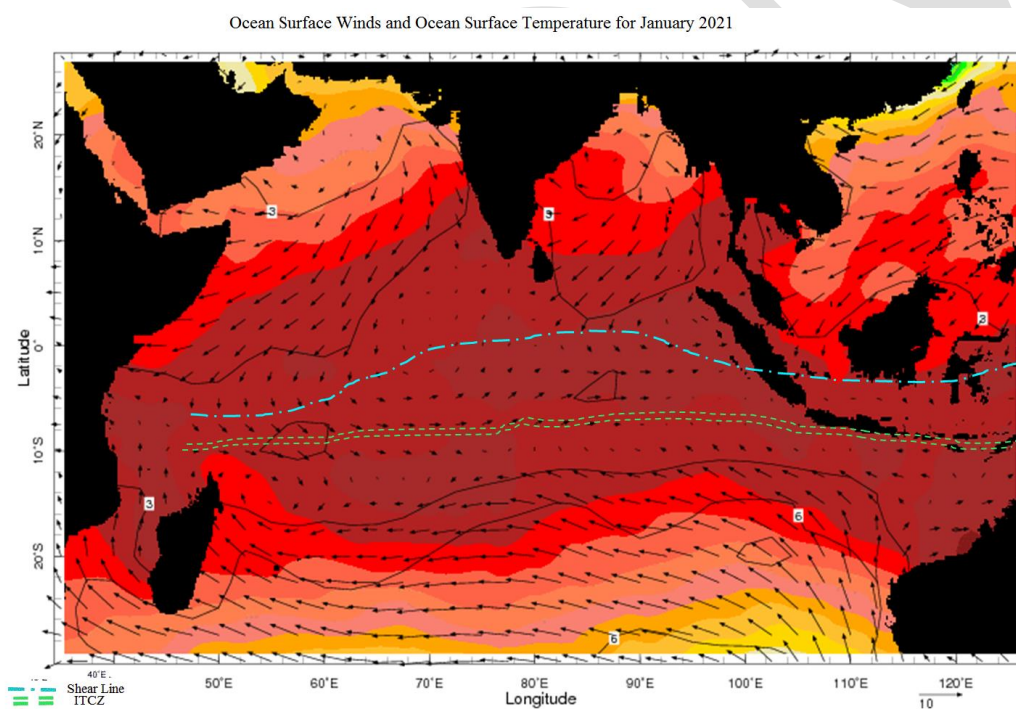 Ocean Surface Winds and Ocean Surface Temperature for January 2021
20°N
10°N
0°
10°S
20°S
Latitude
3
3
3
3
6
6
40°E
50°E
60°E
70°E
80°E
90°E
100°E
110°E
120°E
Longitude
Shear Line
ITCZ
10